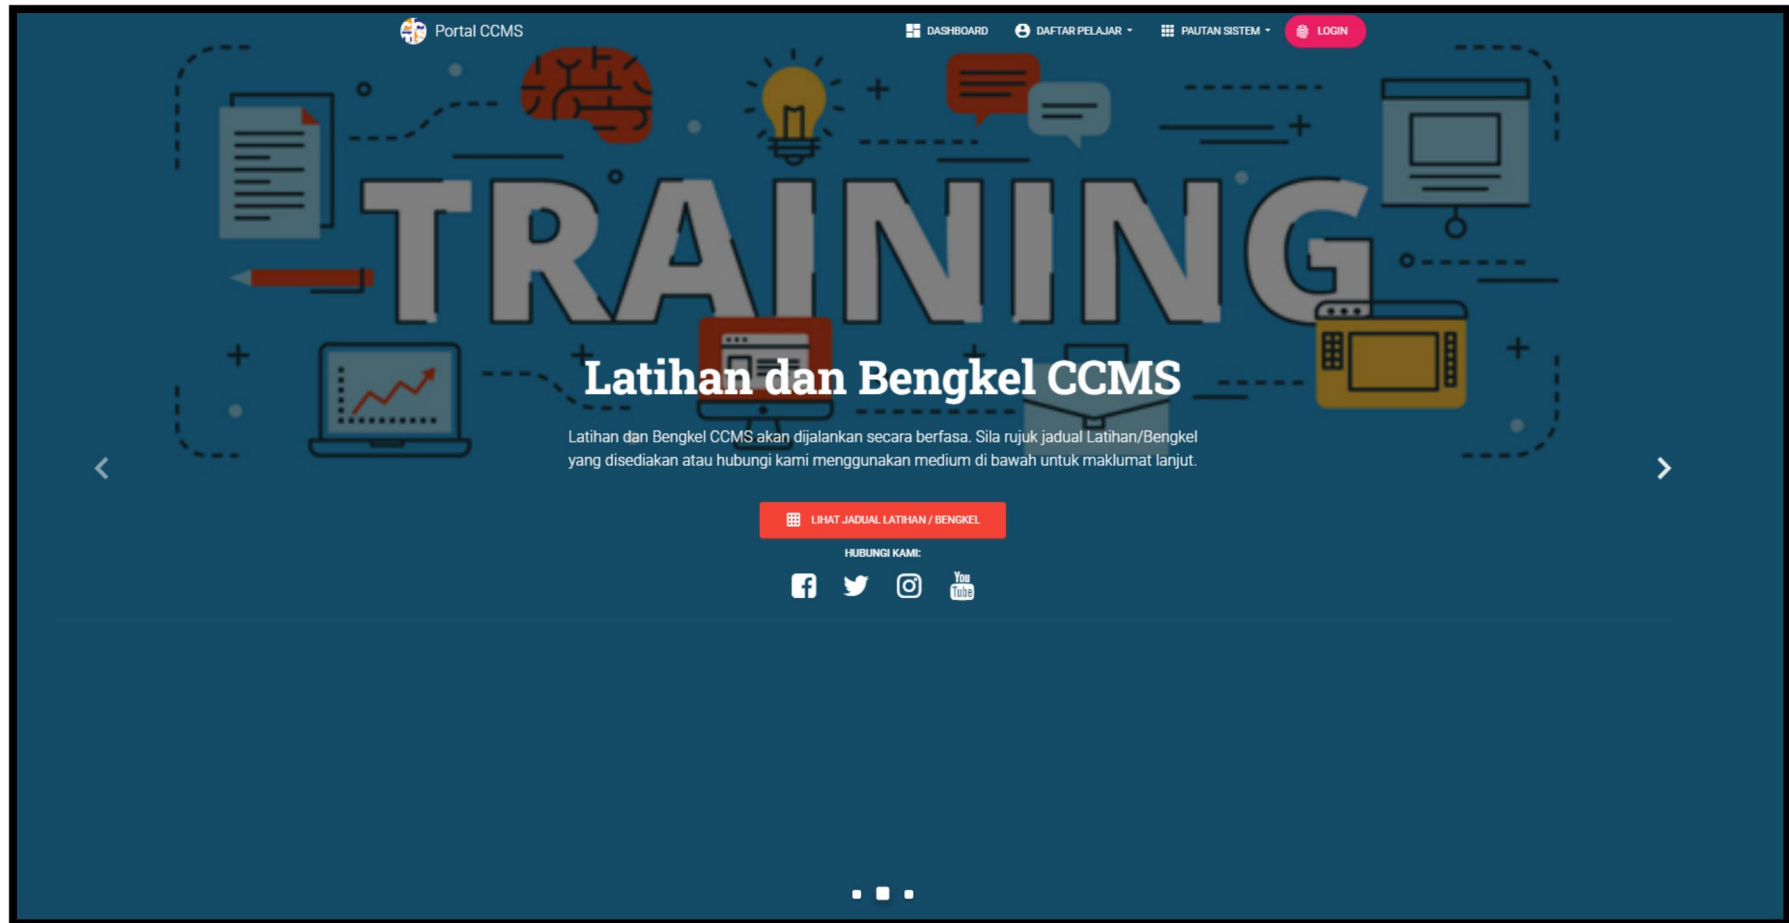 Portal CCMS
DASHBOARD
DAFTAR PELAJAR
PAUTAN SISTEM
LOGIN
TRAINING
Latihan dan Bengkel CCMS
Latihan dan Bengkel CCMS akan dijalankan secara berfasa. Sila rujuk jadual Latihan/Bengkel
yang disediakan atau hubungi kami menggunakan medium di bawah untuk maklumat lanjut.
LIHAT JADUAL LATIHAN / BENGKEL
HUBUNGI KAMI:
You
Tube